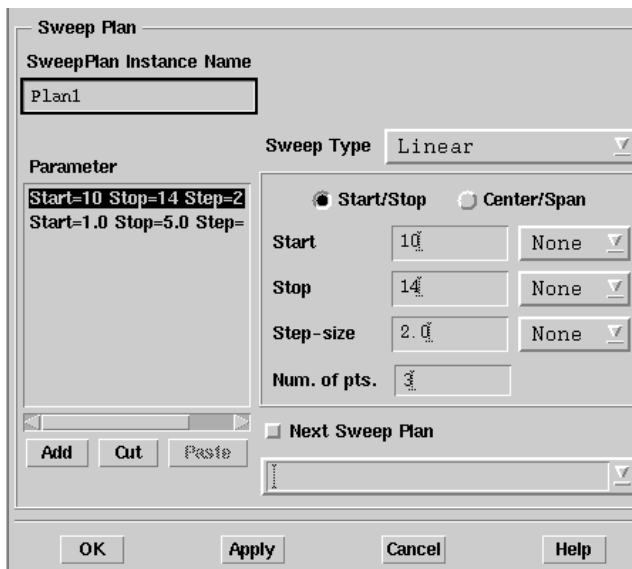 Sweep Plan
SweepPlan Instance Name
Plan1
Sweep Type Linear
Parameter
Start=10 Stop=14 Step=2
Start=1.0 Stop=5.0 Step=
Start/Stop Center/Span
Start 10 None
Stop 14 None
Step-size 2.0 None
Num. of pts. 3
Add Cut Paste
Next Sweep Plan
OK Apply Cancel Help